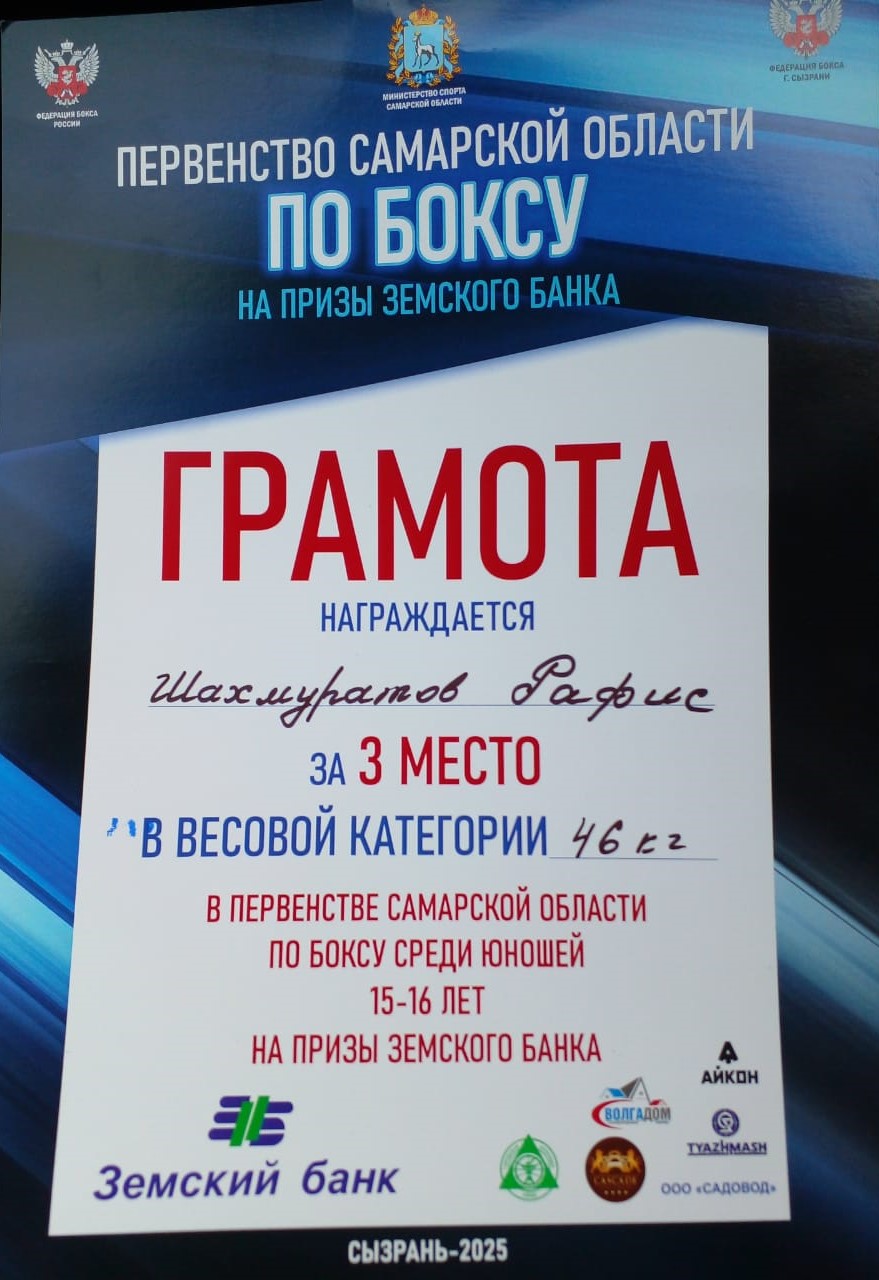 ФЕДЕРАЦИЯ БОКСА
РОССИИ
МИНИСТЕРСТВО СПОРТА
САМАРСКОЙ ОБЛАСТИ
ФЕДЕРАЦИЯ БОКСА
Г. СЫЗРАНИ
ПЕРВЕНСТВО САМАРСКОЙ ОБЛАСТИ
ПО БОКСУ
НА ПРИЗЫ ЗЕМСКОГО БАНКА
ГРАМОТА
НАГРАЖДАЕТСЯ
Шахмуратов Рафис
ЗА 3 МЕСТО
В ВЕСОВОЙ КАТЕГОРИИ 46 кг
В ПЕРВЕНСТВЕ САМАРСКОЙ ОБЛАСТИ
ПО БОКСУ СРЕДИ ЮНОШЕЙ
15-16 ЛЕТ
НА ПРИЗЫ ЗЕМСКОГО БАНКА
Земский банк
ВОЛГАДОМ
CASCADE
АЙКОН
TYAZHMASH
ООО «САДОВОД»
СЫЗРАНЬ-2025